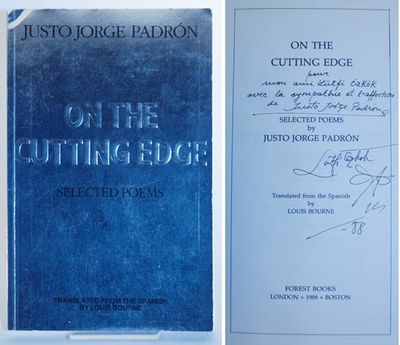 JUSTO JORGE PADRÓN
ON THE
CUTTING EDGE
SELECTED POEMS
TRANSLATED FROM THE SPANISH
BY LOUIS BOURNE
ON THE
CUTTING EDGE
pour
mon ami Lütfi Özkök
avec la sympathie et l'affection
de Justo Jorge Padrón
SELECTED POEMS
by
JUSTO JORGE PADRÓN
Lütfi Özkök
Translated from the Spanish
by
LOUIS BOURNE
-88
FOREST BOOKS
LONDON * 1988 * BOSTON